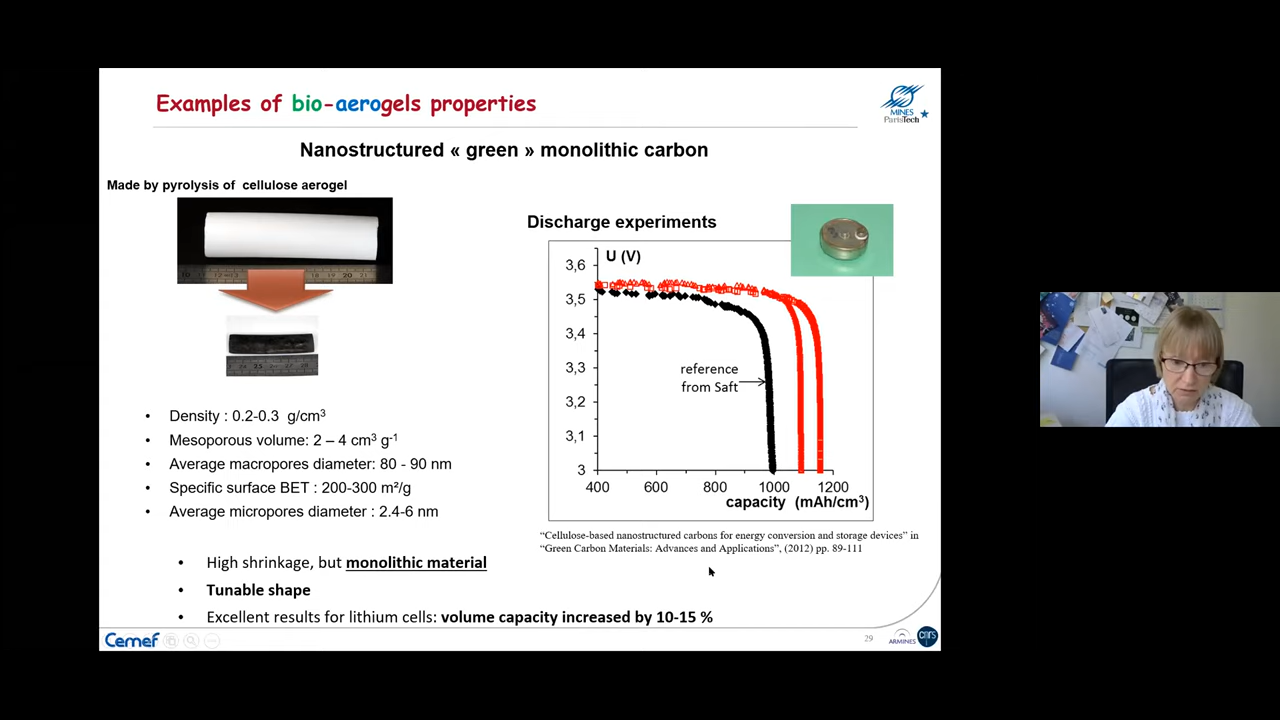 Examples of bio-aerogels properties
MINES
ParisTech
Nanostructured « green » monolithic carbon
Made by pyrolysis of cellulose aerogel
Discharge experiments
U (V)
3,6
3,5
3,4
3,3
3,2
3,1
3
reference
from Saft
400 600 800 1000 1200
capacity (mAh/cm³)
• Density : 0.2-0.3 g/cm³
• Mesoporous volume: 2 – 4 cm³ g⁻¹
• Average macropores diameter: 80 - 90 nm
• Specific surface BET : 200-300 m²/g
• Average micropores diameter : 2.4-6 nm
“Cellulose-based nanostructured carbons for energy conversion and storage devices” in
“Green Carbon Materials: Advances and Applications”, (2012) pp. 89-111
• High shrinkage, but monolithic material
• Tunable shape
• Excellent results for lithium cells: volume capacity increased by 10-15 %
Cemef
29
ARMINES
cnrs